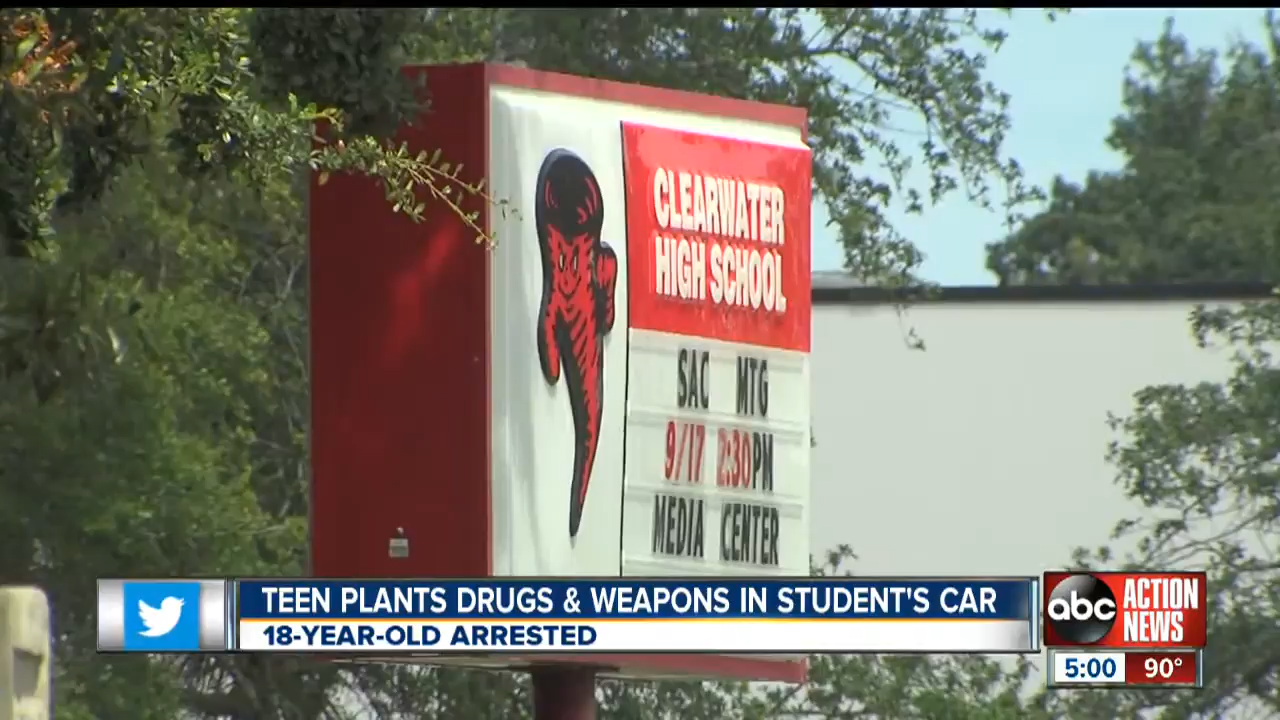 CLEARWATER
HIGH SCHOOL
SAC MTG
9/17 2:30PM
MEDIA CENTER
TEEN PLANTS DRUGS & WEAPONS IN STUDENT'S CAR
18-YEAR-OLD ARRESTED
abc ACTION
NEWS
5:00 90°